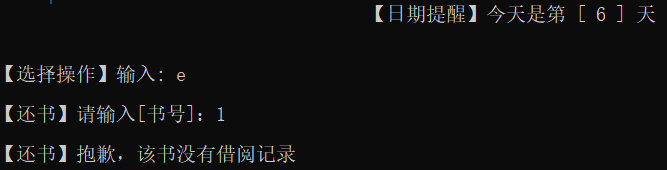 【日期提醒】今天是第 [ 6 ] 天
【选择操作】输入: e
【还书】请输入[书号]：1
【还书】抱歉，该书没有借阅记录